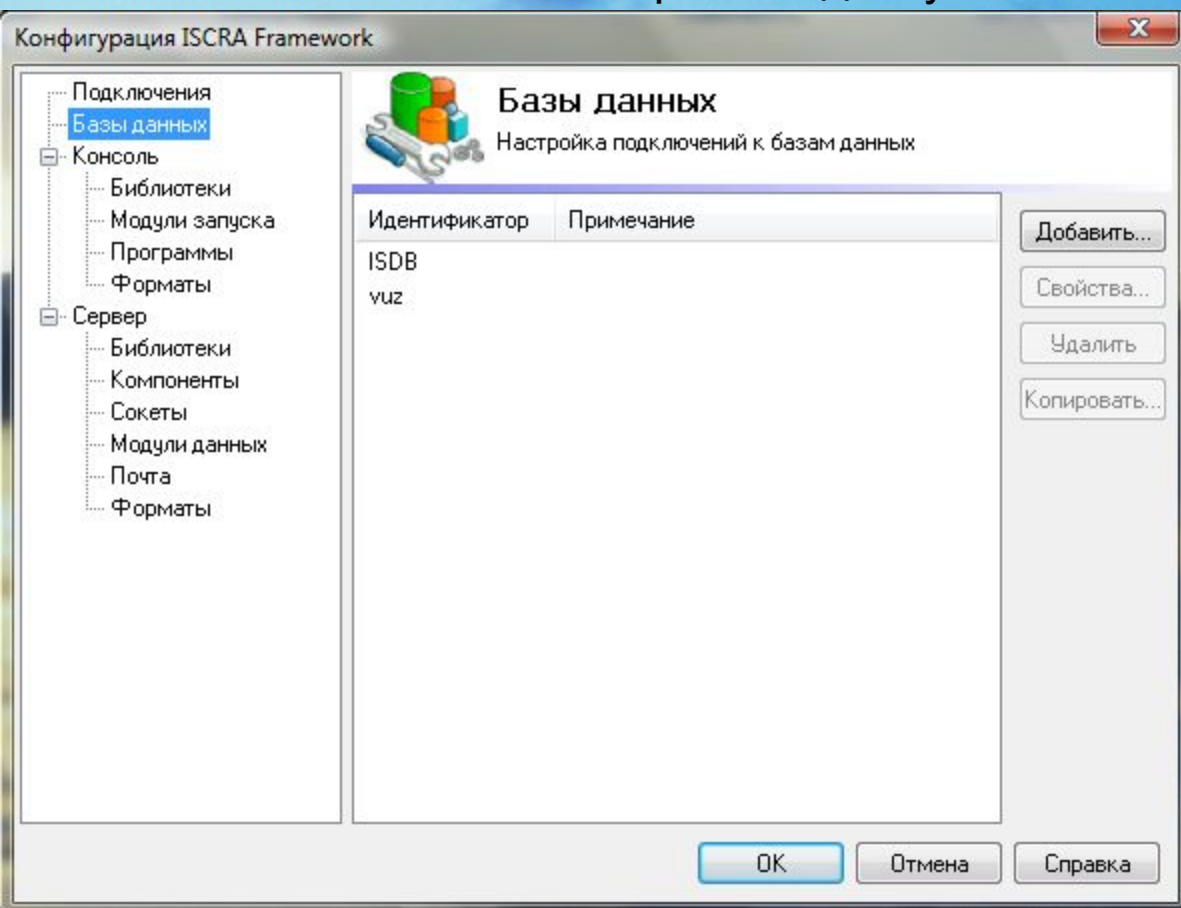 Конфигурация ISCRA Framework
Подключения
Базы данных
Консоль
Библиотеки
Модули запуска
Программы
Форматы
Сервер
Библиотеки
Компоненты
Сокеты
Модули данных
Почта
Форматы
Базы данных
Настройка подключений к базам данных
Идентификатор Примечание
ISDB
vuz
Добавить...
Свойства...
Удалить
Копировать...
OK Отмена Справка